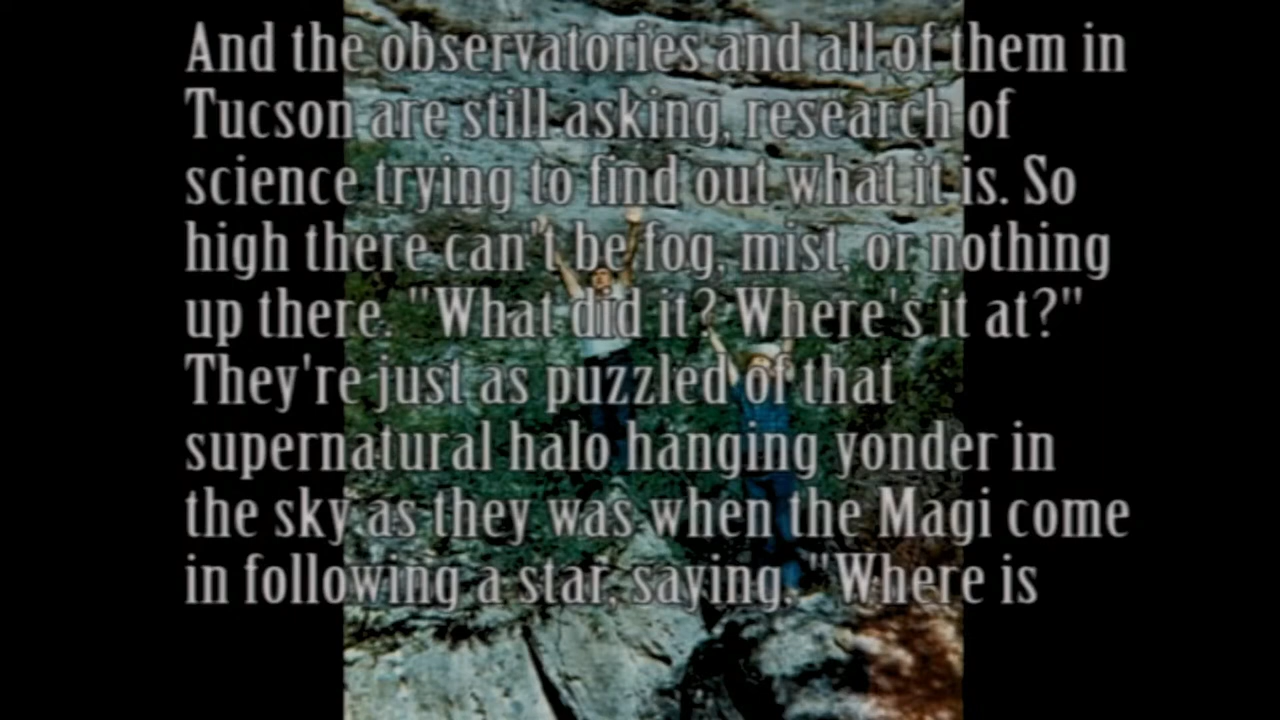 And the observatories and all of them in
Tucson are still asking, research of
science trying to find out what it is. So
high there can't be fog, mist, or nothing
up there. "What did it? Where's it at?"
They're just as puzzled of that
supernatural halo hanging yonder in
the sky as they was when the Magi come
in following a star, saying, "Where is